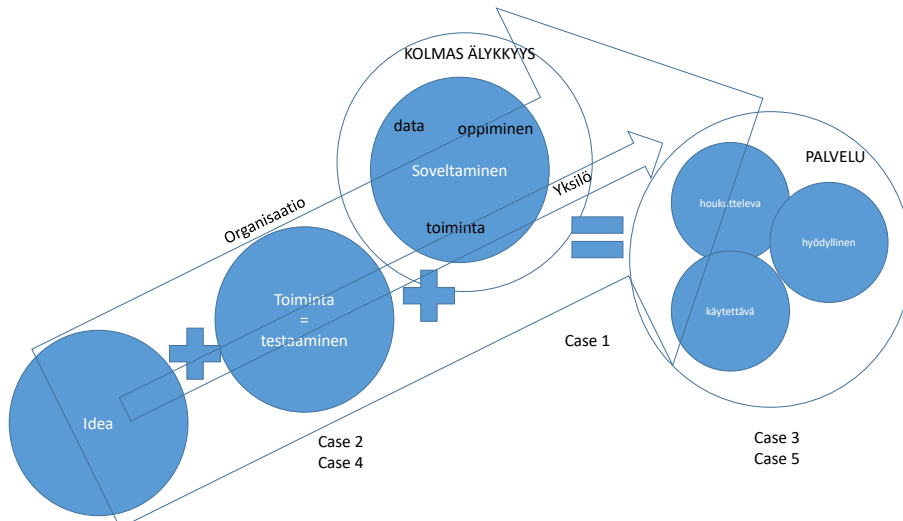 KOLMAS ÄLYKKYYS
data
oppiminen
Soveltaminen
toiminta
Organisaatio
Yksilö
PALVELU
houkutteleva
hyödyllinen
käytettävä
Toiminta
=
testaaminen
Idea
Case 1
Case 2
Case 4
Case 3
Case 5